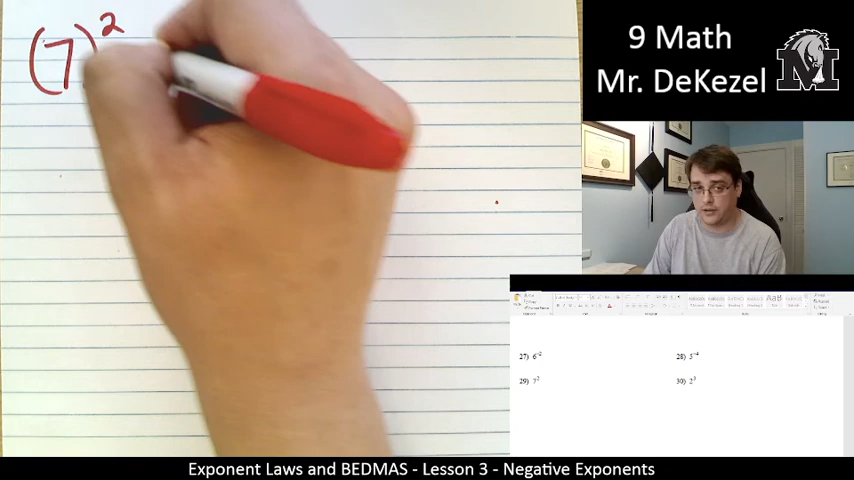 (7)²
9 Math
Mr. DeKezel M
27) 6⁻² 28) 5⁻⁴
29) 7² 30) 2³
Exponent Laws and BEDMAS - Lesson 3 - Negative Exponents